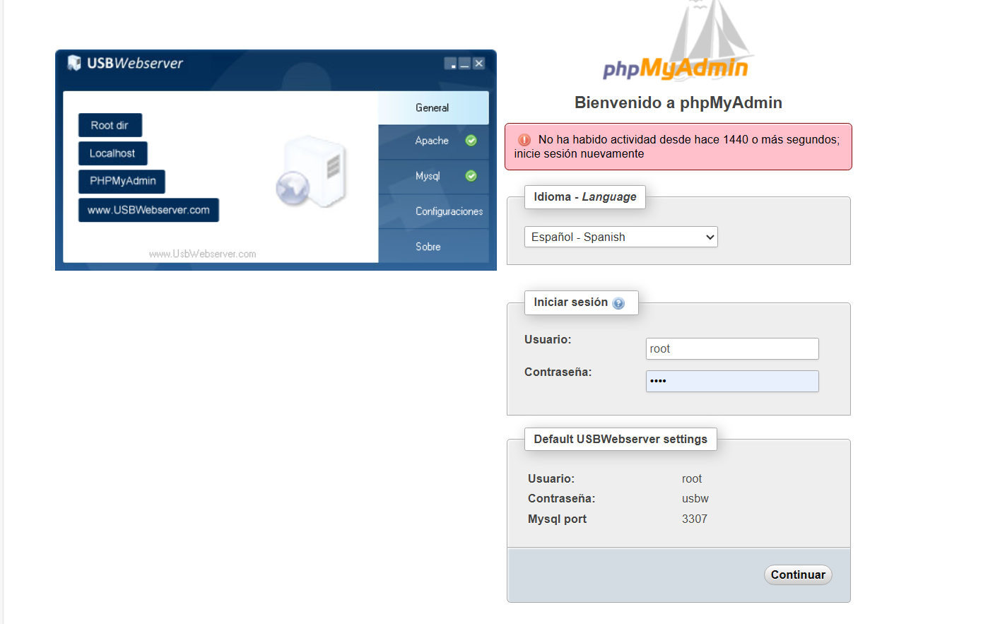 USBWebserver
Root dir
Localhost
PHPMyAdmin
www.USBWebserver.com
www.UsbWebserver.com
General
Apache
Mysql
Configuraciones
Sobre
phpMyAdmin
Bienvenido a phpMyAdmin
No ha habido actividad desde hace 1440 o más segundos;
inicie sesión nuevamente
Idioma - Language
Español - Spanish
Iniciar sesión
Usuario:
root
Contraseña:
••••
Default USBWebserver settings
Usuario: root
Contraseña: usbw
Mysql port 3307
Continuar